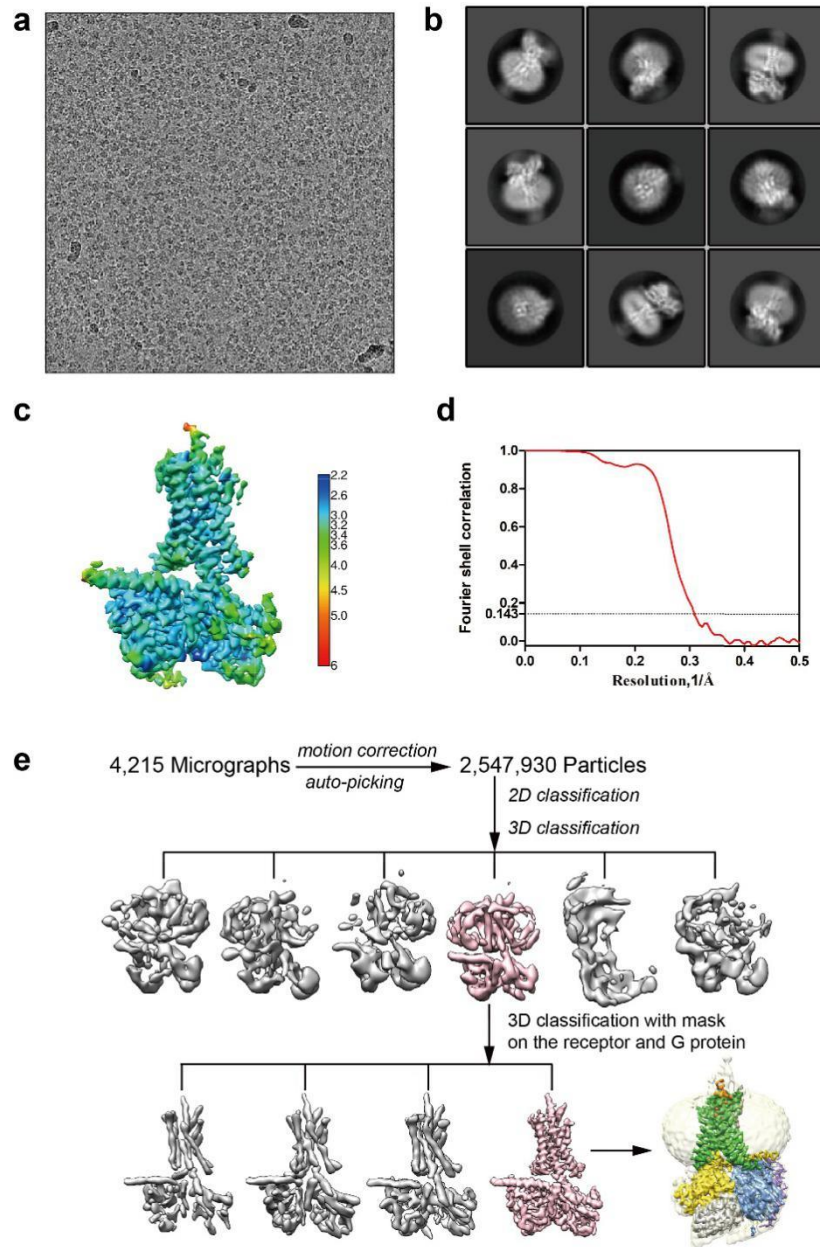 a
b
c
2.2
2.6
3.0
3.2
3.4
3.6
4.5
5.0
6
d
1.0
0.8
0.6
0.4
0.2
0.143
0.0
0.0 0.1 0.2 0.3 0.4 0.5
Fourier shell correlation
Resolution,1/Å
e
4,215 Micrographs
motion correction
auto-picking
2,547,930 Particles
2D classification
3D classification
3D classification with mask
on the receptor and G protein